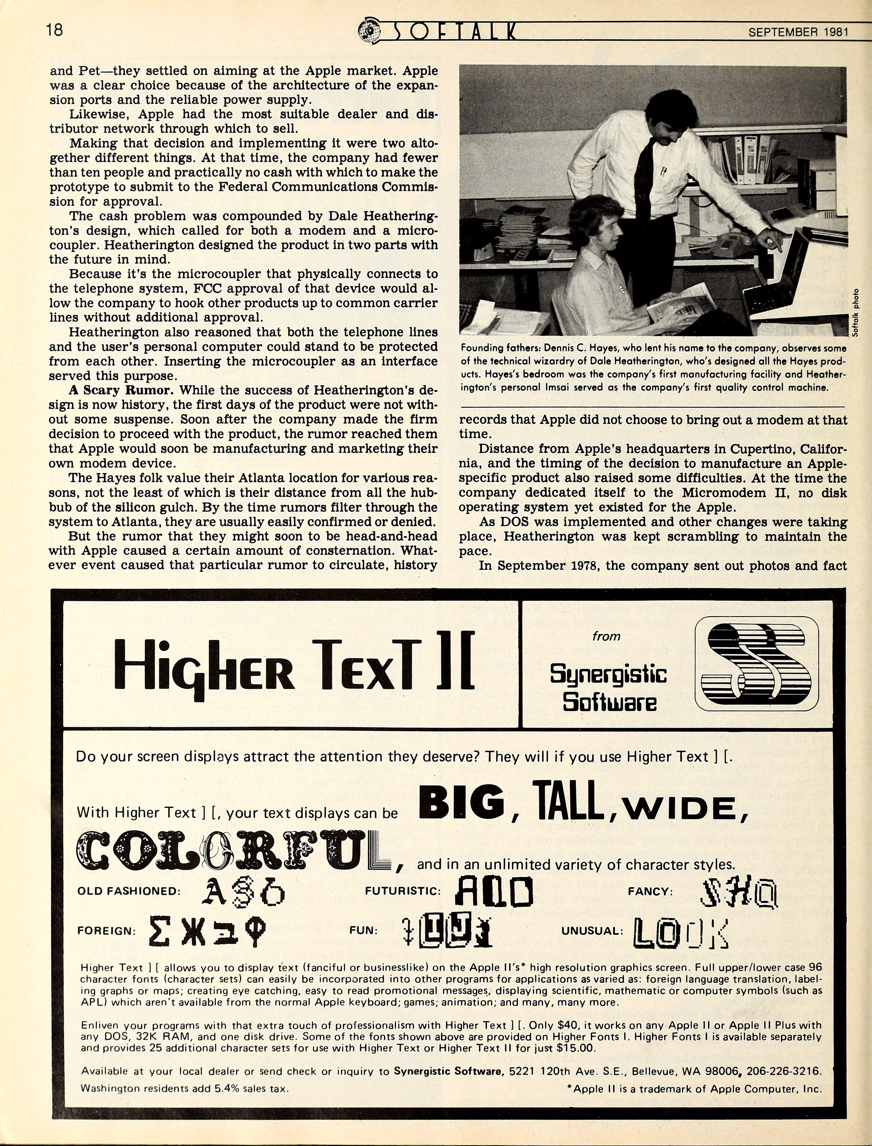 18
SOFTALK
SEPTEMBER 1981
and Pet—they settled on aiming at the Apple market. Apple
was a clear choice because of the architecture of the expan-
sion ports and the reliable power supply.
Likewise, Apple had the most suitable dealer and dis-
tributor network through which to sell.
Making that decision and implementing it were two alto-
gether different things. At that time, the company had fewer
than ten people and practically no cash with which to make the
prototype to submit to the Federal Communications Commis-
sion for approval.
The cash problem was compounded by Dale Heathering-
ton's design, which called for both a modem and a micro-
coupler. Heatherington designed the product in two parts with
the future in mind.
Because it's the microcoupler that physically connects to
the telephone system, FCC approval of that device would al-
low the company to hook other products up to common carrier
lines without additional approval.
Heatherington also reasoned that both the telephone lines
and the user's personal computer could stand to be protected
from each other. Inserting the microcoupler as an interface
served this purpose.
A Scary Rumor. While the success of Heatherington's de-
sign is now history, the first days of the product were not with-
out some suspense. Soon after the company made the firm
decision to proceed with the product, the rumor reached them
that Apple would soon be manufacturing and marketing their
own modem device.
The Hayes folk value their Atlanta location for various rea-
sons, not the least of which is their distance from all the hub-
bub of the silicon gulch. By the time rumors filter through the
system to Atlanta, they are usually easily confirmed or denied.
But the rumor that they might soon to be head-and-head
with Apple caused a certain amount of consternation. What-
ever event caused that particular rumor to circulate, history
Softalk photo
Founding fathers: Dennis C. Hayes, who lent his name to the company, observes some
of the technical wizardry of Dale Heatherington, who's designed all the Hayes prod-
ucts. Hayes's bedroom was the company's first manufacturing facility and Heather-
ington's personal Imsai served as the company's first quality control machine.
records that Apple did not choose to bring out a modem at that
time.
Distance from Apple's headquarters in Cupertino, Califor-
nia, and the timing of the decision to manufacture an Apple-
specific product also raised some difficulties. At the time the
company dedicated itself to the Micromodem II, no disk
operating system yet existed for the Apple.
As DOS was implemented and other changes were taking
place, Heatherington was kept scrambling to maintain the
pace.
In September 1978, the company sent out photos and fact
HigHER TEXT ][
from
Synergistic
Software
S
Do your screen displays attract the attention they deserve? They will if you use Higher Text ] [.
With Higher Text ] [, your text displays can be BIG, TALL, WIDE,
COLORFUL, and in an unlimited variety of character styles.
OLD FASHIONED:
FUTURISTIC:
FANCY:
FOREIGN: Σ Ж ב φ
FUN:
UNUSUAL: LOOK
Higher Text ] [ allows you to display text (fanciful or businesslike) on the Apple II's* high resolution graphics screen. Full upper/lower case 96
character fonts (character sets) can easily be incorporated into other programs for applications as varied as: foreign language translation, label-
ing graphs or maps; creating eye catching, easy to read promotional messages, displaying scientific, mathematic or computer symbols (such as
APL) which aren't available from the normal Apple keyboard; games; animation; and many, many more.
Enliven your programs with that extra touch of professionalism with Higher Text ] [. Only $40, it works on any Apple II or Apple II Plus with
any DOS, 32K RAM, and one disk drive. Some of the fonts shown above are provided on Higher Fonts I. Higher Fonts I is available separately
and provides 25 additional character sets for use with Higher Text or Higher Text II for just $15.00.
Available at your local dealer or send check or inquiry to Synergistic Software, 5221 120th Ave. S.E., Bellevue, WA 98006, 206-226-3216.
Washington residents add 5.4% sales tax.
*Apple II is a trademark of Apple Computer, Inc.